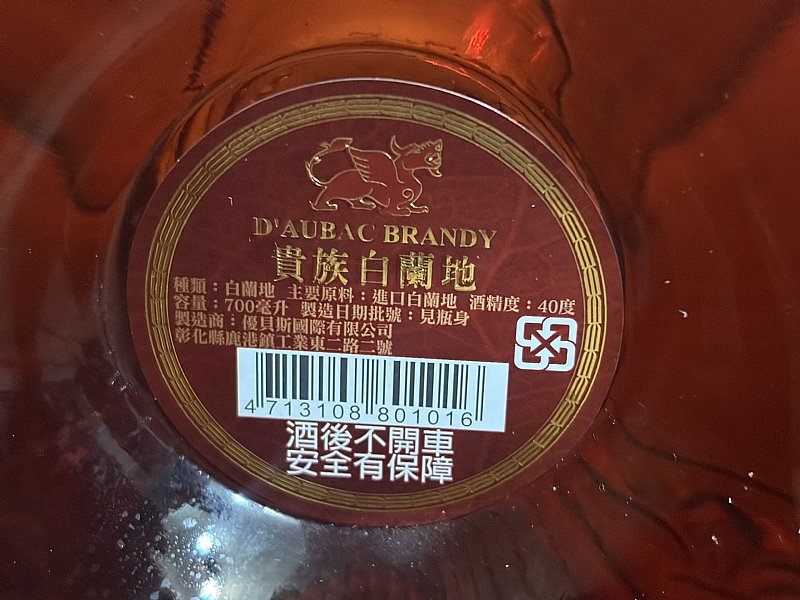 D'AUBAC BRANDY
貴族白蘭地
種類：白蘭地 主要原料：進口白蘭地 酒精度：40度
容量：700毫升 製造日期批號：見瓶身
製造商：優貝斯國際有限公司
彰化縣鹿港鎮工業東二路二號
4 713108 801016
酒後不開車
安全有保障